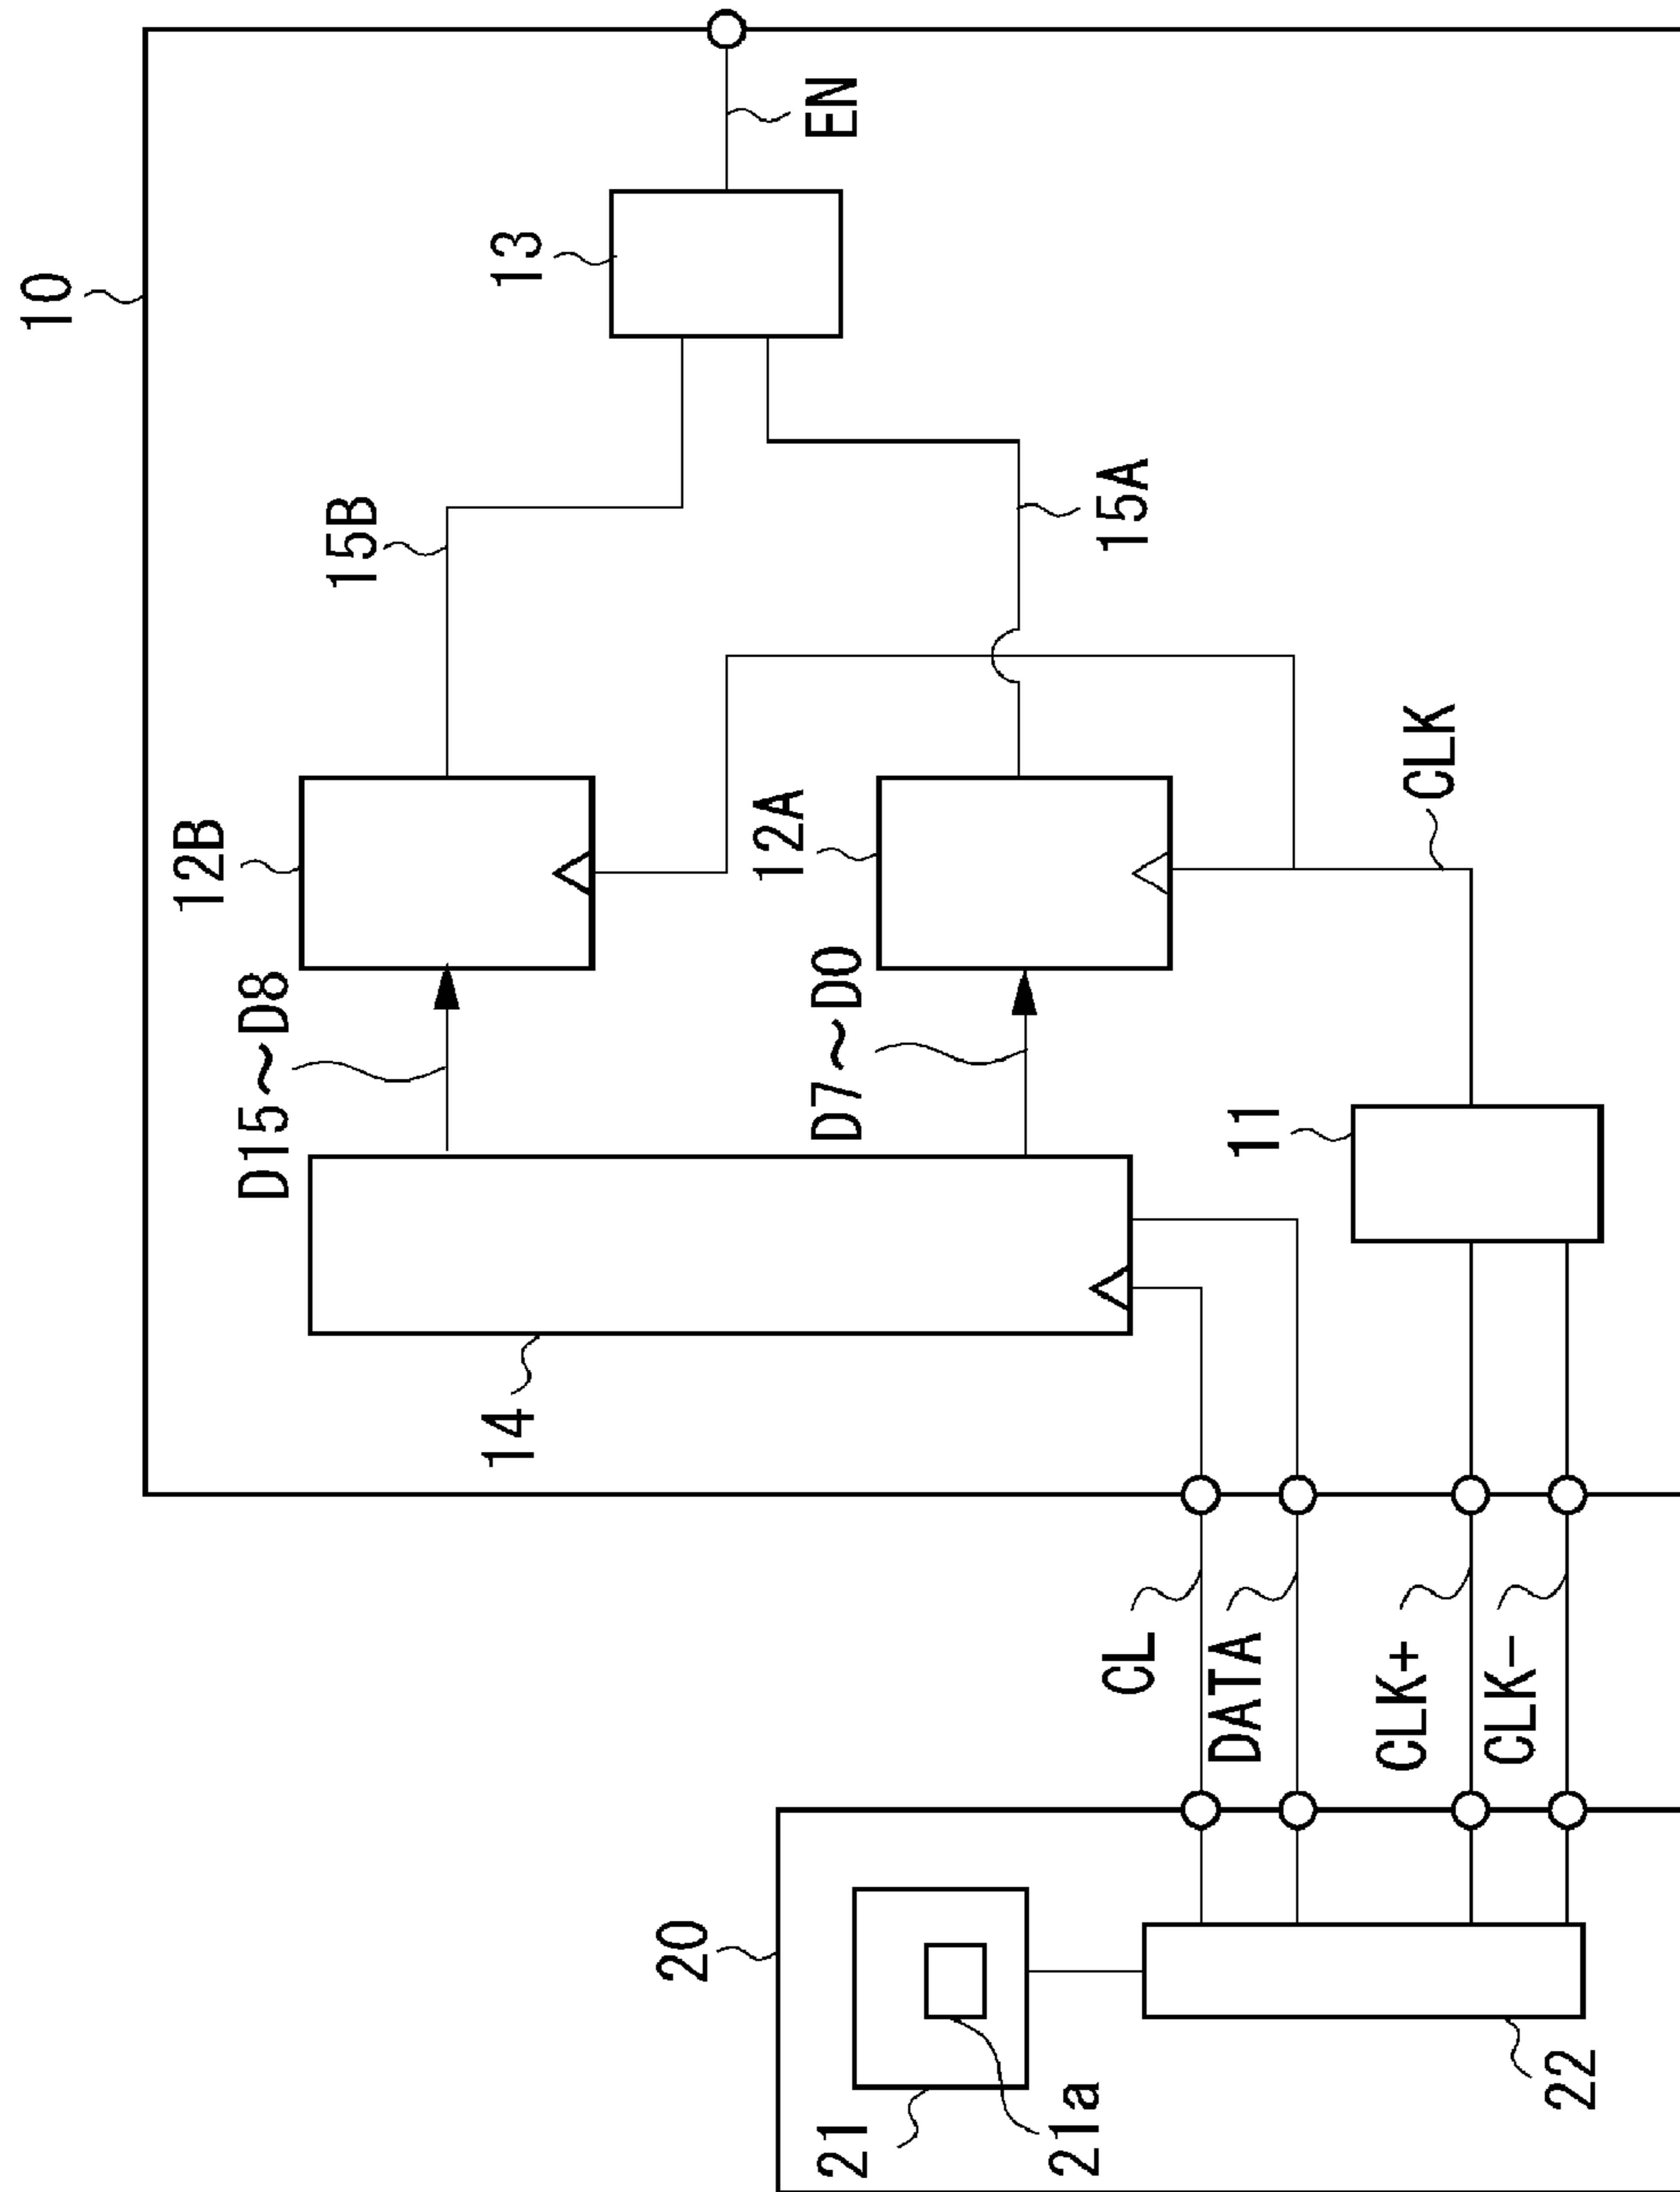 10
12B
15B
13
EN
D15〜D8
12A
15A
D7〜D0
14
11
CLK
20
CL
DATA
21
21a
CLK+
CLK-
22